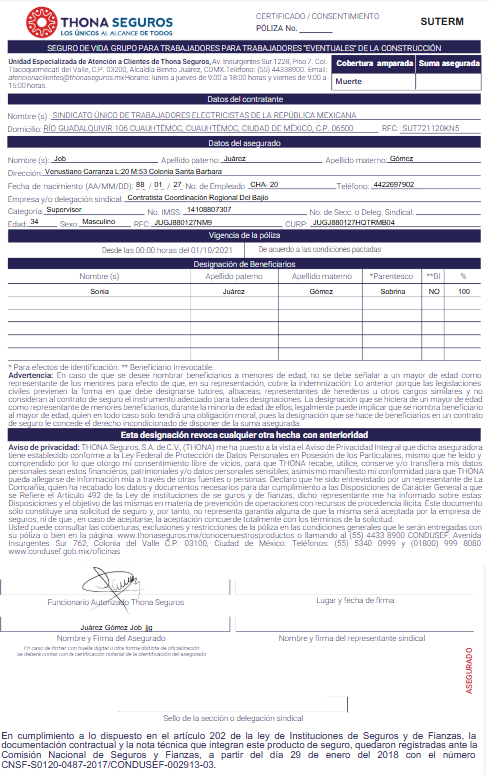 THONA SEGUROS
LOS ÚNICOS AL ALCANCE DE TODOS
CERTIFICADO / CONSENTIMIENTO
PÓLIZA No.
SUTERM
SEGURO DE VIDA GRUPO PARA TRABAJADORES PARA TRABAJADORES "EVENTUALES" DE LA CONSTRUCCIÓN
Unidad Especializada de Atención a Clientes de Thona Seguros, Av. Insurgentes Sur 1228, Piso 7. Col.
Tlacoquemécatl del Valle, C.P. 03200, Alcaldía Benito Juárez, CDMX. Teléfono: (55) 44338900. Email:
atencionaclientes@thonaseguros.mx Horario: lunes a jueves de 9:00 a 18:00 horas y viernes de 9:00 a
15:00 horas.
Cobertura amparada Suma asegurada
Muerte
Datos del contratante
Nombre (s) : SINDICATO ÚNICO DE TRABAJADORES ELECTRICISTAS DE LA REPÚBLICA MEXICANA
Domicilio: RÍO GUADALQUIVIR 106 CUAUHTÉMOC, CUAUHTÉMOC, CIUDAD DE MÉXICO, C.P. 06500 RFC: SUT721120KN5
Datos del asegurado
Nombre (s): Job Apellido paterno: Juárez Apellido materno: Gómez
Dirección: Venustiano Carranza L:20 M:53 Colonia Santa Barbara
Fecha de nacimiento (AA/MM/DD): 88 / 01 / 27 No. de Empleado CHA- 20 Teléfono: 4422697902
Empresa y/o delegación sindical: Contratista Coordinación Regional Del Bajio
Categoría: Supervisor No. IMSS: 14108807307 No. de Secc. o Deleg. Sindical:
Edad: 34 Sexo: Masculino RFC: JUGJ880127NM9 CURP: JUGJ880127HQTRMB04
Vigencia de la póliza
Desde las 00:00 horas del 01/10/2021 De acuerdo a las condiciones pactadas
Designación de Beneficiarios
Nombre (s) Apellido paterno Apellido materno *Parentesco **BI %
Sonia Juárez Gómez Sobrina NO 100
* Para efectos de identificación. ** Beneficiario Irrevocable.
Advertencia: En caso de que se desee nombrar beneficiarios a menores de edad, no se debe señalar a un mayor de edad como
representante de los menores para efecto de que, en su representación, cobre la indemnización. Lo anterior porque las legislaciones
civiles previenen la forma en que debe designarse tutores, albaceas, representantes de herederos u otros cargos similares y no
consideran al contrato de seguro el instrumento adecuado para tales designaciones. La designación que se hiciera de un mayor de edad
como representante de menores beneficiarios, durante la minoría de edad de ellos, legalmente puede implicar que se nombra beneficiario
al mayor de edad, quien en todo caso solo tendrá una obligación moral, pues la designación que se hace de beneficiarios en un contrato
de seguro le concede el derecho incondicionado de disponer de la suma asegurada.
Esta designación revoca cualquier otra hecha con anterioridad
Aviso de privacidad: THONA Seguros, S.A. de C.V., (THONA) me ha puesto a la vista el Aviso de Privacidad Integral que dicha aseguradora
tiene establecido conforme a la Ley Federal de Protección de Datos Personales en Posesión de los Particulares, mismo que he leído y
comprendido por lo que otorgo mi consentimiento libre de vicios, para que THONA recabe, utilice, conserve y/o transfiera mis datos
personales sean estos financieros, patrimoniales y/o datos personales sensibles; asimismo manifiesto mi conformidad para que THONA
pueda allegarse de información mía a través de otras fuentes o personas. Declaro que he sido entrevistado por un representante de La
Compañía, quien ha recabado los datos y documentos necesarios para dar cumplimiento a las Disposiciones de Carácter General a que
se Refiere el Artículo 492 de la Ley de instituciones de se guros y de fianzas, dicho representante me ha informado sobre estas
Disposiciones y el objetivo de las mismas en materia de prevención de operaciones con recursos de procedencia ilícita. Este documento
sólo constituye una solicitud de seguro y, por tanto, no representa garantía alguna de que la misma será aceptada por la empresa de
seguros, ni de que , en caso de aceptarse, la aceptación concuerde totalmente con los términos de la solicitud.
Usted puede consultar las coberturas, exclusiones y restricciones de la póliza en las condiciones generales que le serán entregadas con
su póliza o bien en la página: www.thonaseguros.mx/conocenuestrosproductos o llamando al (55) 4433 8900 CONDUSEF: Avenida
Insurgentes Sur 762, Colonia del Valle C.P. 03100, Ciudad de México. Teléfonos: (55) 5340 0999 y (01800) 999 8080
www.condusef.gob.mx/oficinas
Funcionario Autorizado Thona Seguros
Lugar y fecha de firma
Juárez Gómez Job jjg
Nombre y Firma del Asegurado
Nombre y firma del representante sindical
En caso de firmar con huella digital u otra forma distinta de oficialización
se deberá contar con la certificación notarial de la identificación del asegurado
ASEGURADO
Sello de la sección o delegación sindical
En cumplimiento a lo dispuesto en el artículo 202 de la ley de Instituciones de Seguros y de Fianzas, la
documentación contractual y la nota técnica que integran este producto de seguro, quedaron registradas ante la
Comisión Nacional de Seguros y Fianzas, a partir del día 29 de enero del 2018 con el número
CNSF-S0120-0487-2017/CONDUSEF-002913-03.